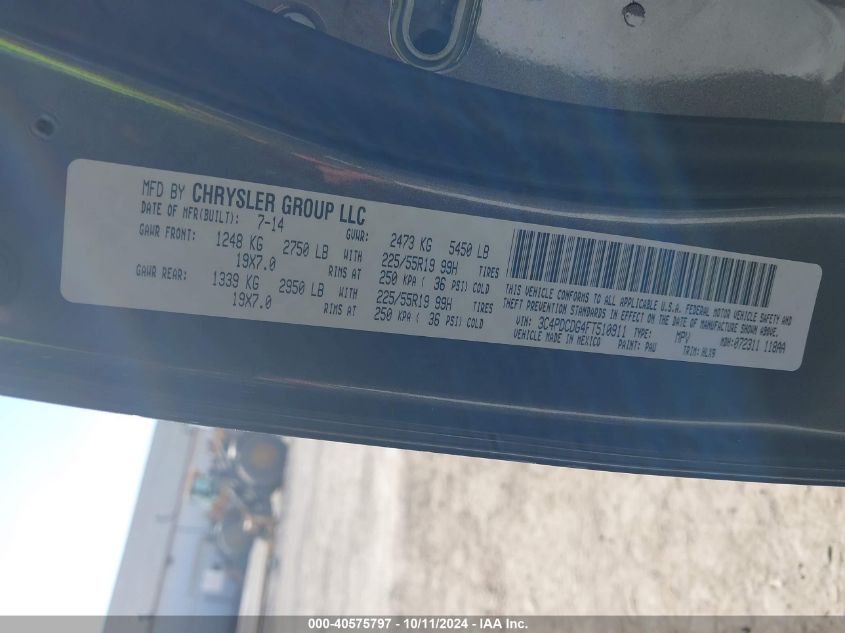 MFD BY CHRYSLER GROUP LLC
DATE OF MFR(BUILT): 7-14 GVWR: 2473 KG 5450 LB
GAWR FRONT: 1248 KG 2750 LB WITH 225/55R19 99H TIRES
19X7.0 RIMS AT 250 KPA ( 36 PSI) COLD
GAWR REAR: 1339 KG 2950 LB WITH 225/55R19 99H TIRES
19X7.0 RIMS AT 250 KPA ( 36 PSI) COLD
THIS VEHICLE CONFORMS TO ALL APPLICABLE U.S.A. FEDERAL MOTOR VEHICLE SAFETY AND
THEFT PREVENTION STANDARDS IN EFFECT ON THE DATE OF MANUFACTURE SHOWN ABOVE.
VIN: 3C4PDCDG4FT510911 TYPE: MPV MDH:072311 118AA
VEHICLE MADE IN MEXICO PAINT: PAU TRIM: HLX9
000-40575797 - 10/11/2024 - IAA Inc.